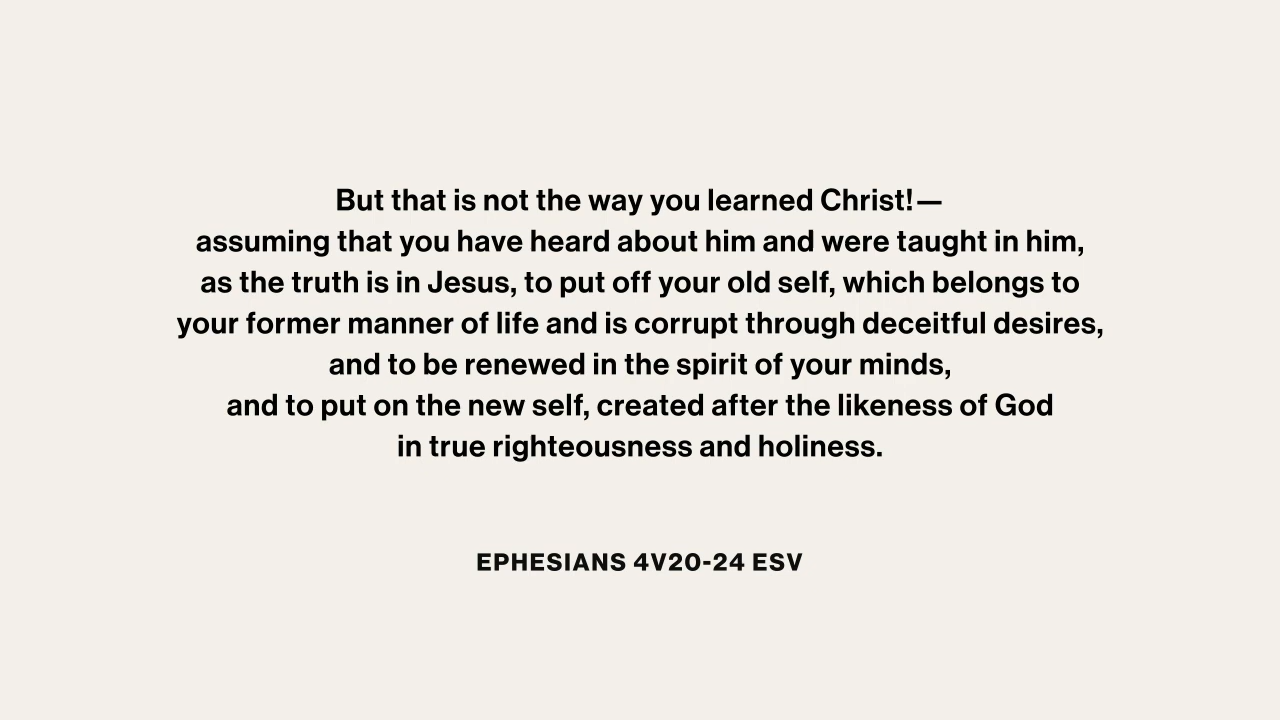 But that is not the way you learned Christ!—
assuming that you have heard about him and were taught in him,
as the truth is in Jesus, to put off your old self, which belongs to
your former manner of life and is corrupt through deceitful desires,
and to be renewed in the spirit of your minds,
and to put on the new self, created after the likeness of God
in true righteousness and holiness.
EPHESIANS 4V20-24 ESV